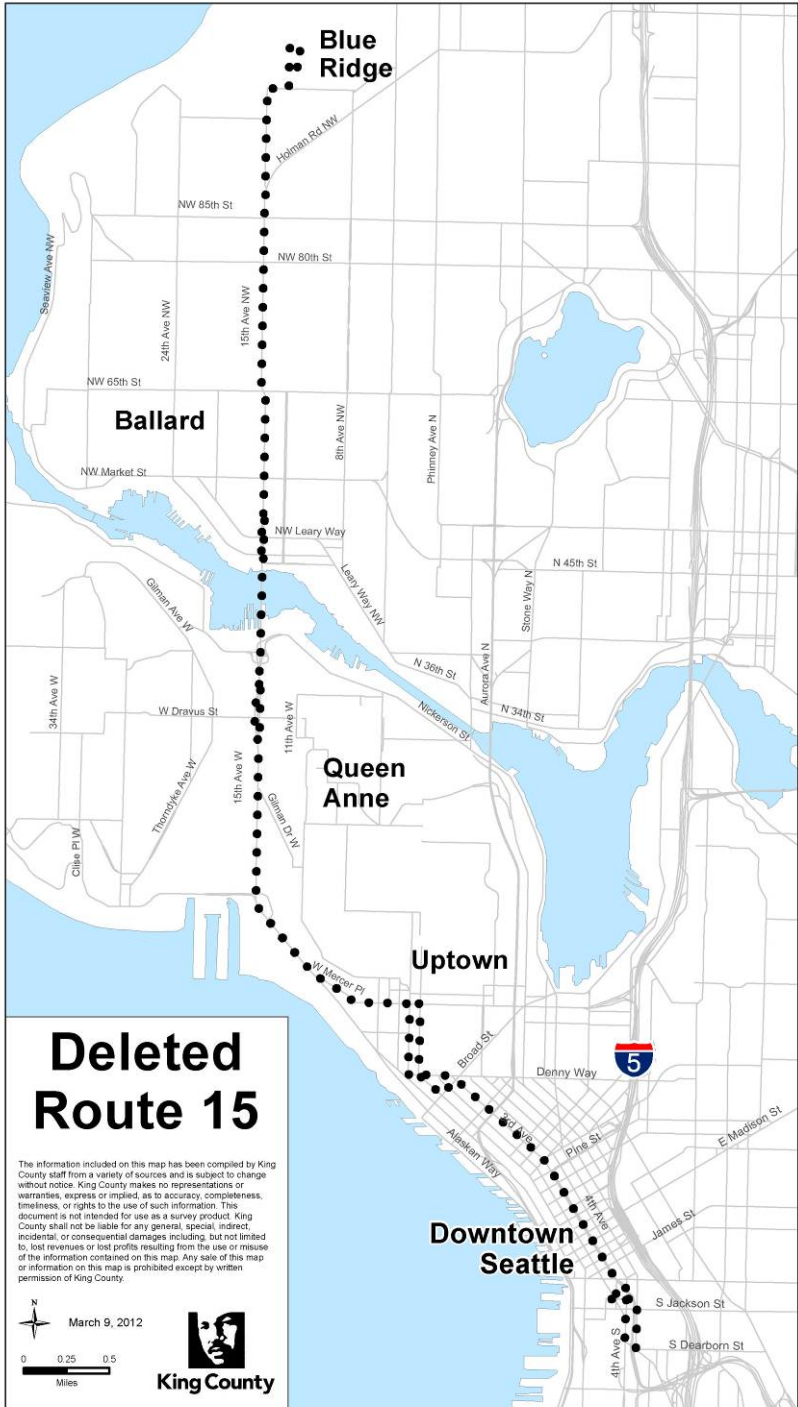 Blue
Ridge
Holman Rd NW
NW 85th St
NW 80th St
Seaview Ave NW
24th Ave NW
15th Ave NW
NW 65th St
Ballard
8th Ave NW
Phinney Ave N
NW Market St
NW Leary Way
N 45th St
Gilman Ave W
Leary Way NW
Stone Way N
Aurora Ave N
N 36th St
34th Ave W
W Dravus St
11th Ave W
Nickerson St
N 34th St
Queen
Anne
15th Ave W
Thorndyke Ave W
Gilman Dr W
Clise Pl W
W Mercer Pl
Uptown
Broad St
Denny Way
5
3rd Ave
Pine St
E Madison St
Alaskan Way
4th Ave
James St
Downtown
Seattle
S Jackson St
4th Ave S
S Dearborn St
Deleted
Route 15
The information included on this map has been compiled by King
County staff from a variety of sources and is subject to change
without notice. King County makes no representations or
warranties, express or implied, as to accuracy, completeness,
timeliness, or rights to the use of such information. This
document is not intended for use as a survey product. King
County shall not be liable for any general, special, indirect,
incidental, or consequential damages including, but not limited
to, lost revenues or lost profits resulting from the use or misuse
of the information contained on this map. Any sale of this map
or information on this map is prohibited except by written
permission of King County.
N
March 9, 2012
0 0.25 0.5
Miles
King County